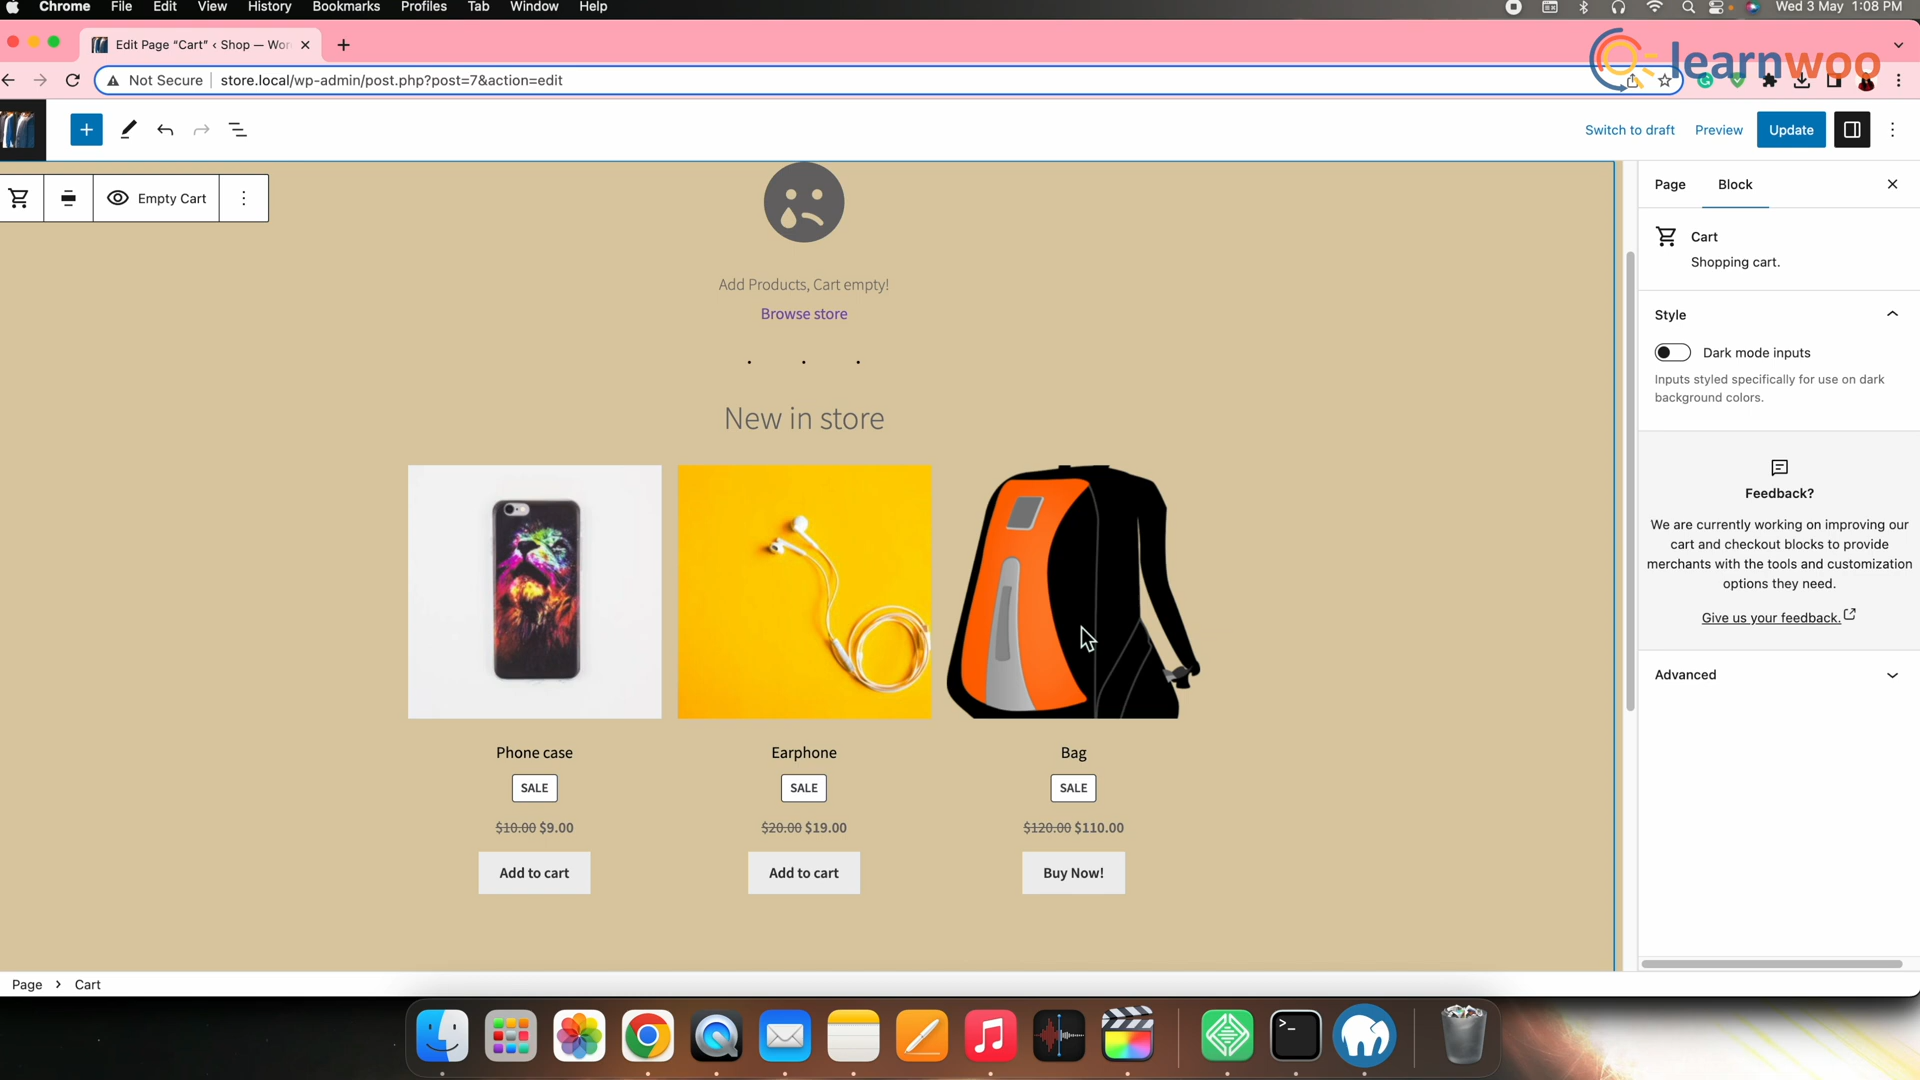 Chrome File Edit View History Bookmarks Profiles Tab Window Help Wed 3 May 1:08 PM
Edit Page “Cart” ‹ Shop — Wor
learnwoo
Not Secure store.local/wp-admin/post.php?post=7&action=edit
Switch to draft Preview Update
Empty Cart
Page Block
Cart
Shopping cart.
Style
Dark mode inputs
Inputs styled specifically for use on dark
background colors.
Feedback?
We are currently working on improving our
cart and checkout blocks to provide
merchants with the tools and customization
options they need.
Give us your feedback.
Advanced
Add Products, Cart empty!
Browse store
New in store
Phone case Earphone Bag
SALE SALE SALE
$10.00 $9.00 $20.00 $19.00 $120.00 $110.00
Add to cart Add to cart Buy Now!
Page › Cart